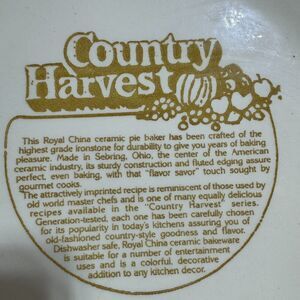 Country
Harvest
This Royal China ceramic pie baker has been crafted of the
highest grade ironstone for durability to give you years of baking
pleasure. Made in Sebring, Ohio, the center of the American
ceramic industry, its sturdy construction and fluted edging assure
perfect, even baking, with that "flavor savor" touch sought by
gourmet cooks.
The attractively imprinted recipe is reminiscent of those used by
old world master chefs and is one of many equally delicious
recipes available in the "Country Harvest" series.
Generation-tested, each one has been carefully chosen
for its popularity in today's kitchens assuring you of
old-fashioned country-style goodness and flavor.
Dishwasher safe, Royal China ceramic bakeware
is suitable for a number of entertainment
uses and is a colorful, decorative
addition to any kitchen decor.